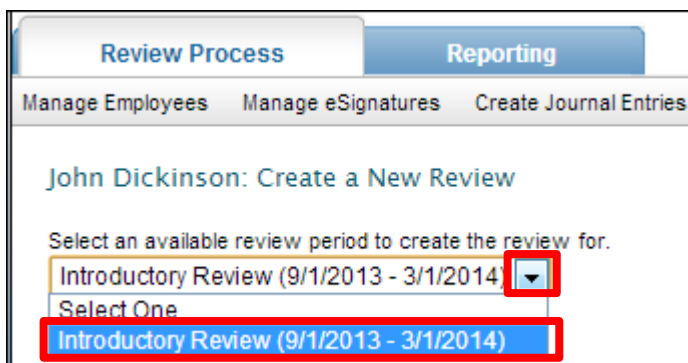 Review Process Reporting
Manage Employees Manage eSignatures Create Journal Entries
John Dickinson: Create a New Review
Select an available review period to create the review for.
Introductory Review (9/1/2013 - 3/1/2014)
Select One
Introductory Review (9/1/2013 - 3/1/2014)